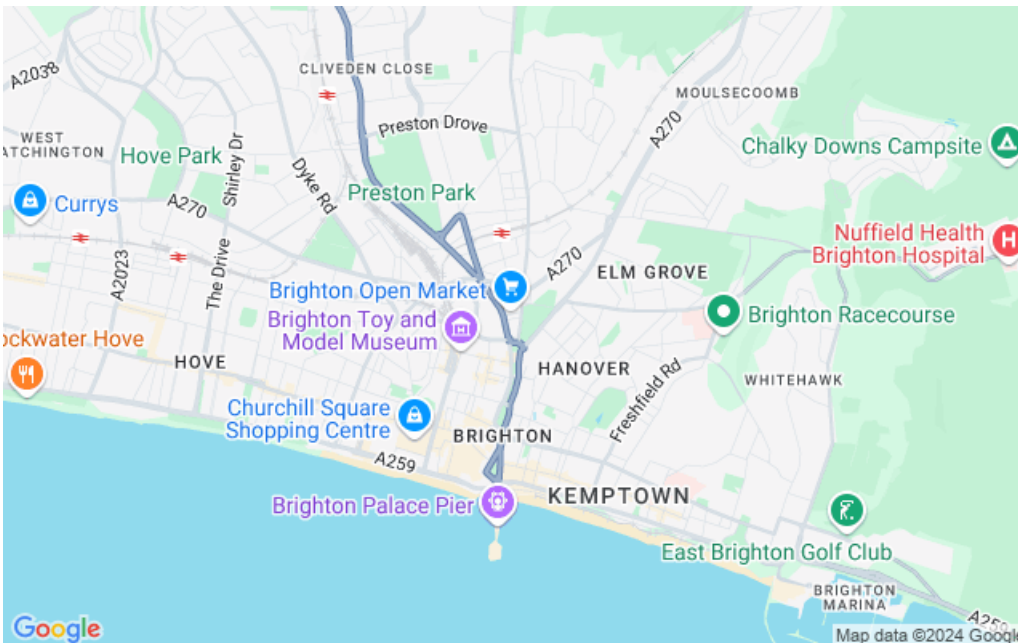 A2038
CLIVEDEN CLOSE
MOULSECOOMB
WEST
ATCHINGTON
Hove Park
Shirley Dr
Preston Drove
A270
Chalky Downs Campsite
Dyke Rd
Preston Park
Currys
A270
A2023
The Drive
Nuffield Health
Brighton Hospital
A270
ELM GROVE
Brighton Open Market
Brighton Toy and
Model Museum
Brighton Racecourse
ockwater Hove
HOVE
HANOVER
Freshfield Rd
WHITEHAWK
Churchill Square
Shopping Centre
BRIGHTON
A259
Brighton Palace Pier
KEMPTOWN
East Brighton Golf Club
BRIGHTON
MARINA
A259
Google
Map data ©2024 Google